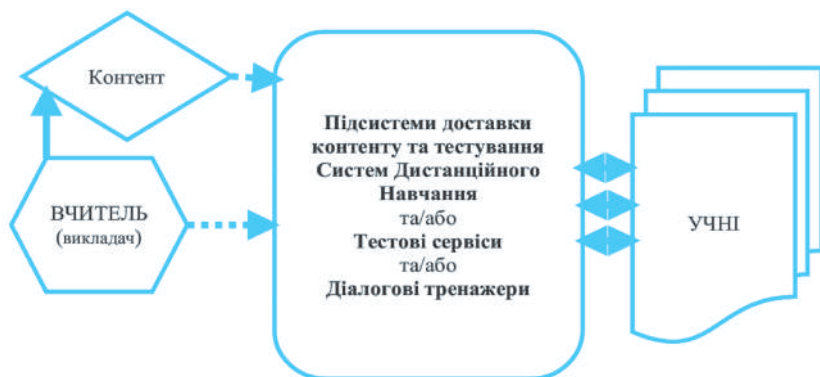 Контент
ВЧИТЕЛЬ
(викладач)
Підсистеми доставки
контенту та тестування
Систем Дистанційного
Навчання
та/або
Тестові сервіси
та/або
Діалогові тренажери
УЧНІ